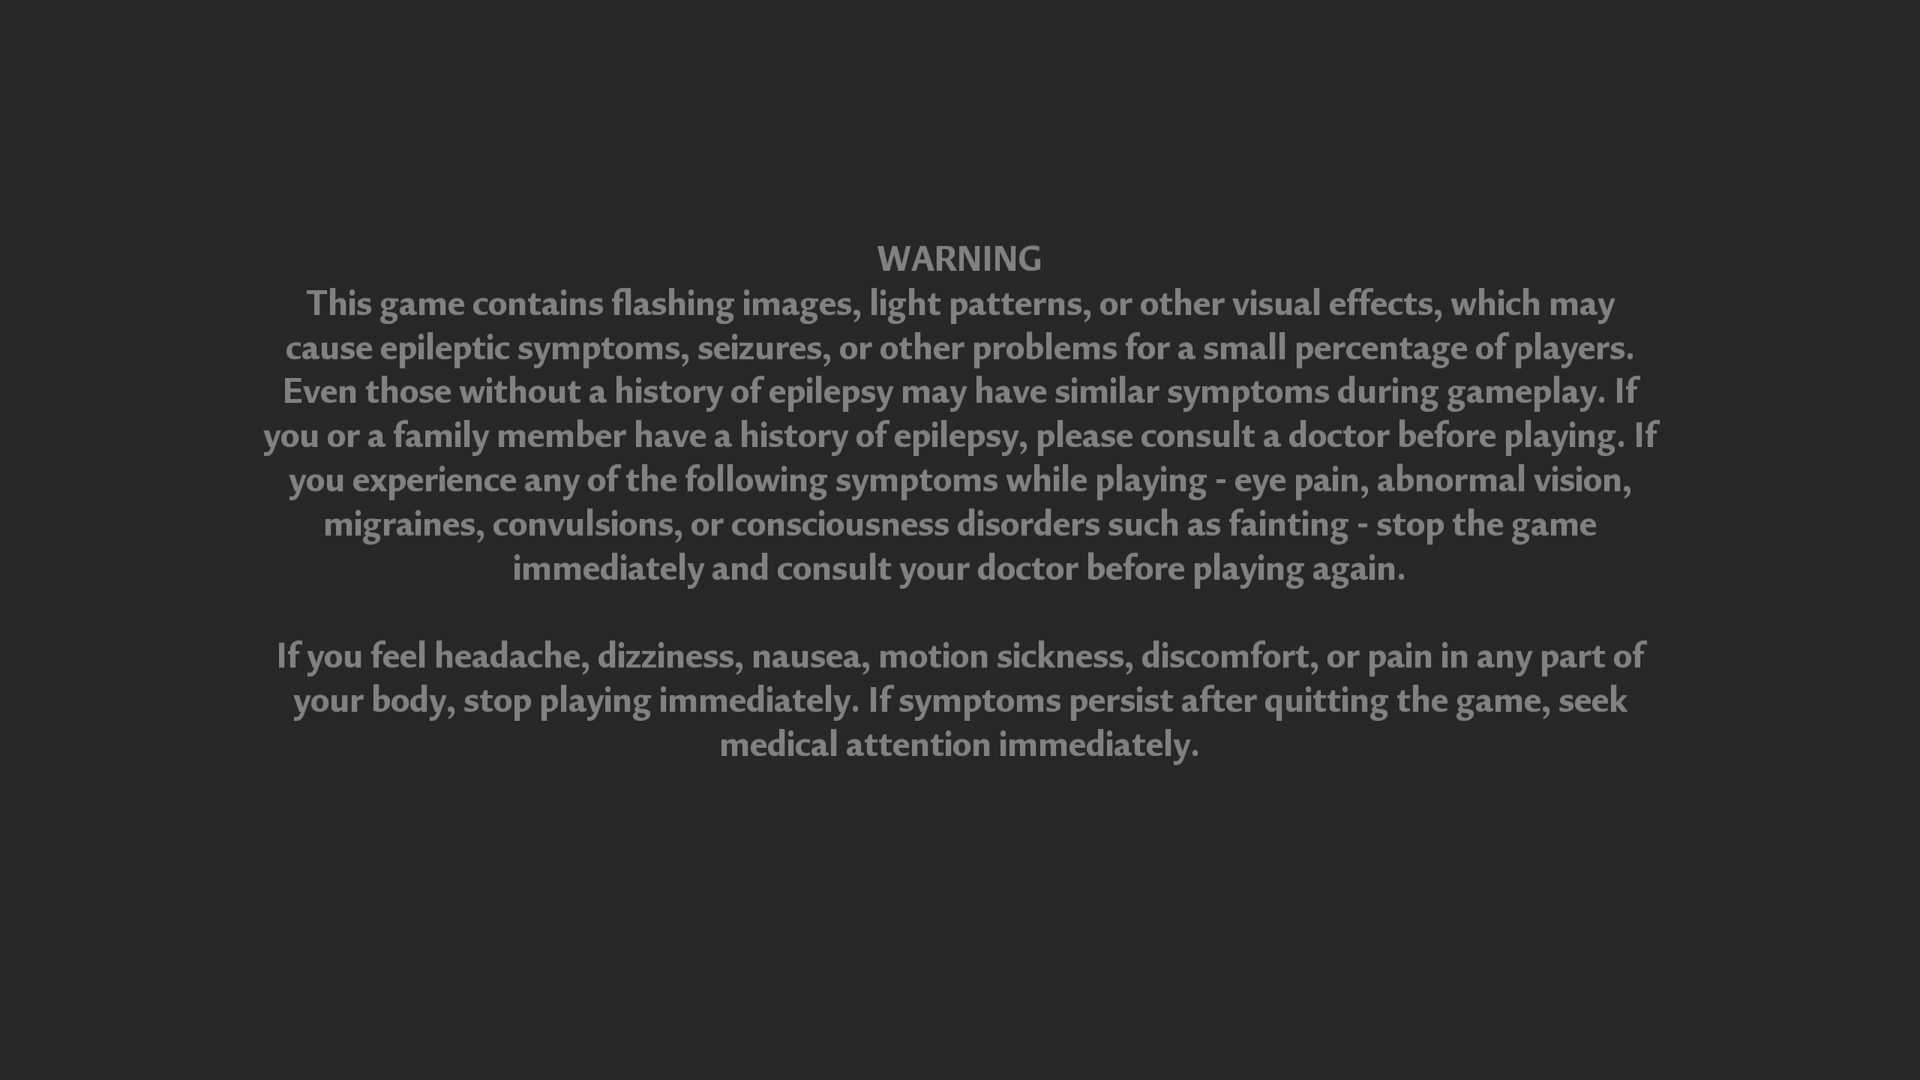 WARNING
This game contains flashing images, light patterns, or other visual effects, which may
cause epileptic symptoms, seizures, or other problems for a small percentage of players.
Even those without a history of epilepsy may have similar symptoms during gameplay. If
you or a family member have a history of epilepsy, please consult a doctor before playing. If
you experience any of the following symptoms while playing - eye pain, abnormal vision,
migraines, convulsions, or consciousness disorders such as fainting - stop the game
immediately and consult your doctor before playing again.
If you feel headache, dizziness, nausea, motion sickness, discomfort, or pain in any part of
your body, stop playing immediately. If symptoms persist after quitting the game, seek
medical attention immediately.